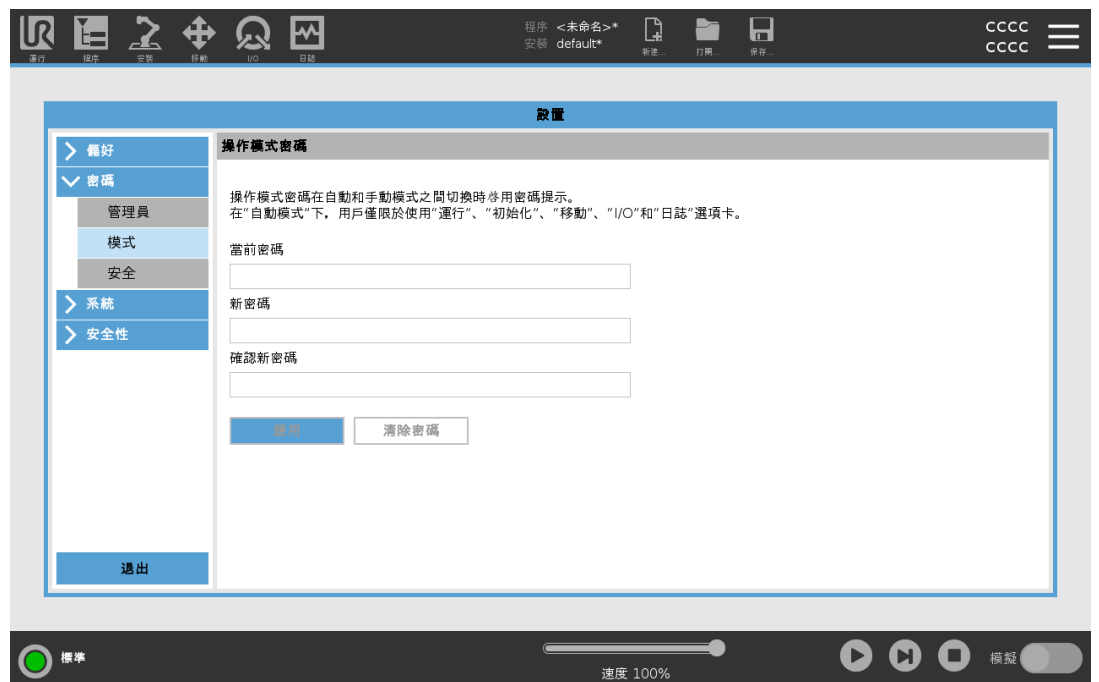 程序 <未命名>*
安裝 default*
新建... 打開... 保存...
CCCC
CCCC
運行 程序 安裝 移動 I/O 日誌
設置
偏好
密碼
管理員
模式
安全
系統
安全性
退出
操作模式密碼
操作模式密碼在自動和手動模式之間切換時啓用密碼提示。
在“自動模式”下，用戶僅限於使用“運行”、“初始化”、“移動”、“I/O”和“日誌”選項卡。
當前密碼
新密碼
確認新密碼
應用 清除密碼
標準
速度 100%
模擬